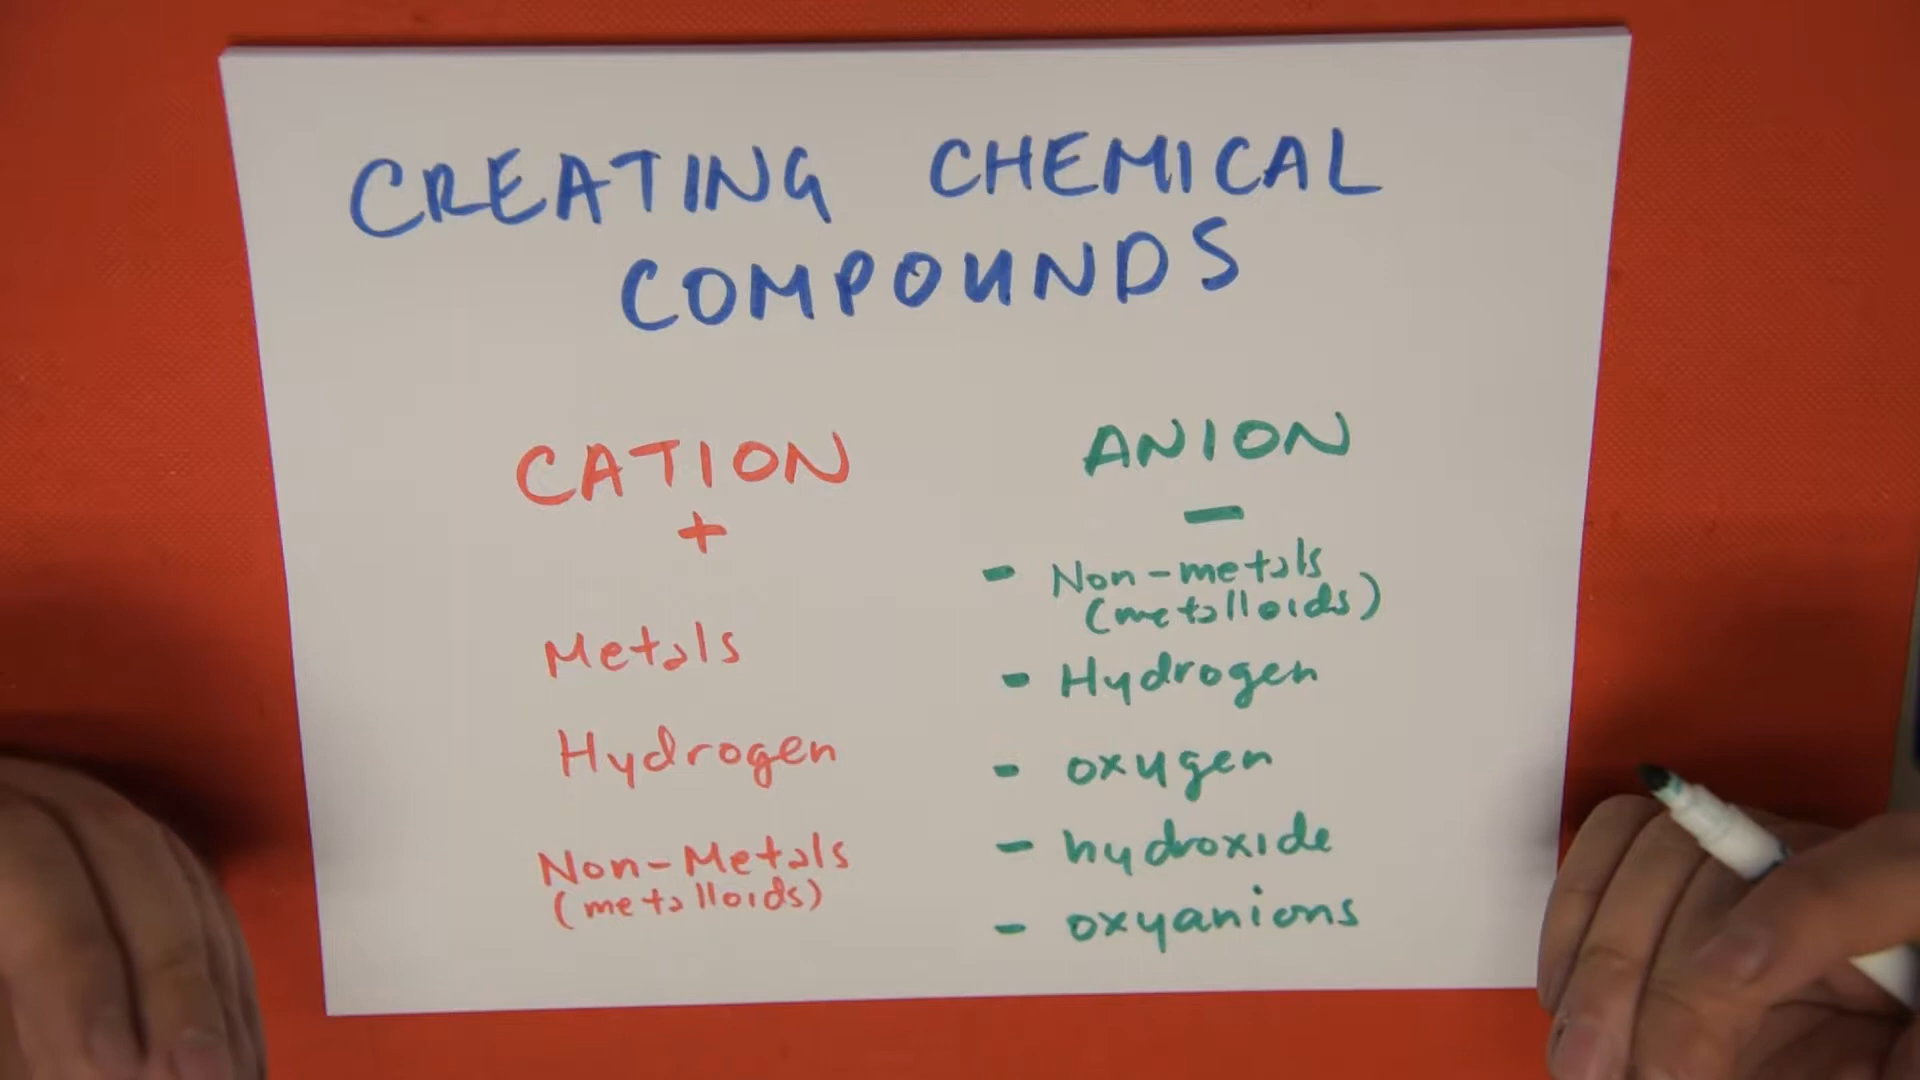 CREATING CHEMICAL
COMPOUNDS
CATION
+
Metals
Hydrogen
Non-Metals
(metalloids)
ANION
-
- Non-metals
(metalloids)
- Hydrogen
- oxygen
- hydroxide
- oxyanions